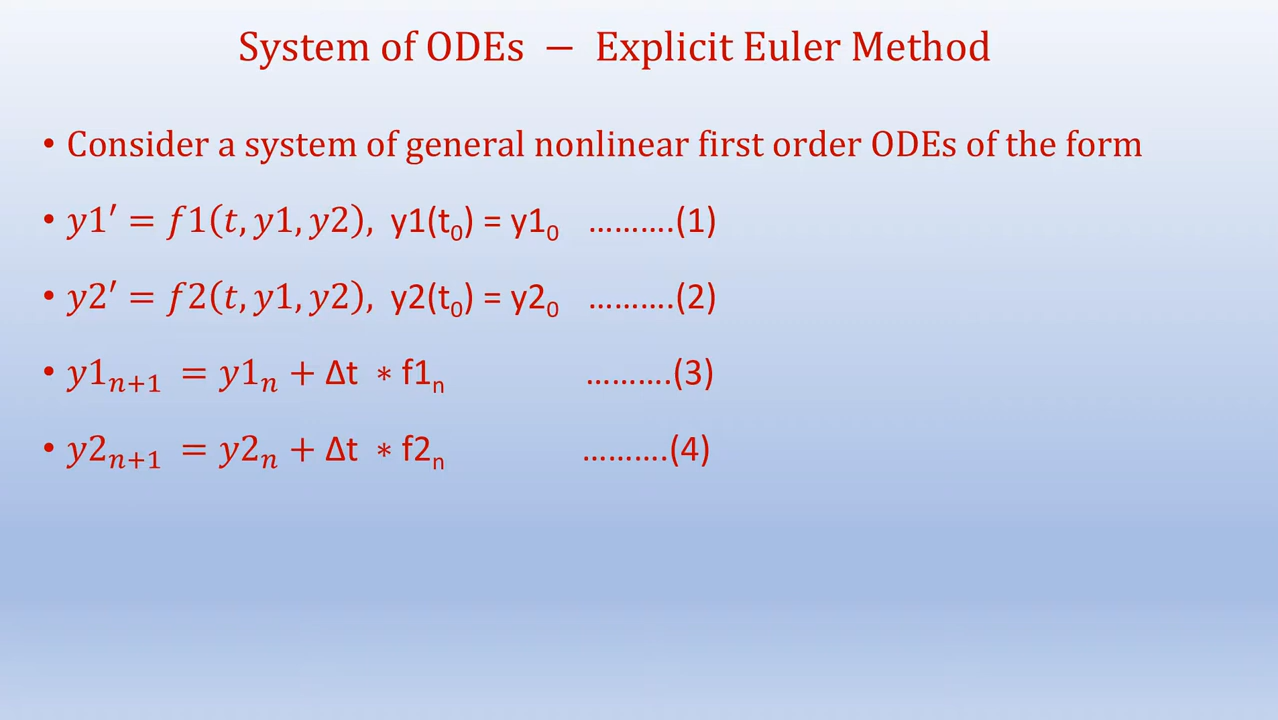 System of ODEs − Explicit Euler Method
• Consider a system of general nonlinear first order ODEs of the form
• y1′ = f1(t, y1, y2), y1(t₀) = y1₀ ……….(1)
• y2′ = f2(t, y1, y2), y2(t₀) = y2₀ ……….(2)
• y1ₙ₊₁ = y1ₙ + Δt ∗ f1ₙ ……….(3)
• y2ₙ₊₁ = y2ₙ + Δt ∗ f2ₙ ……….(4)